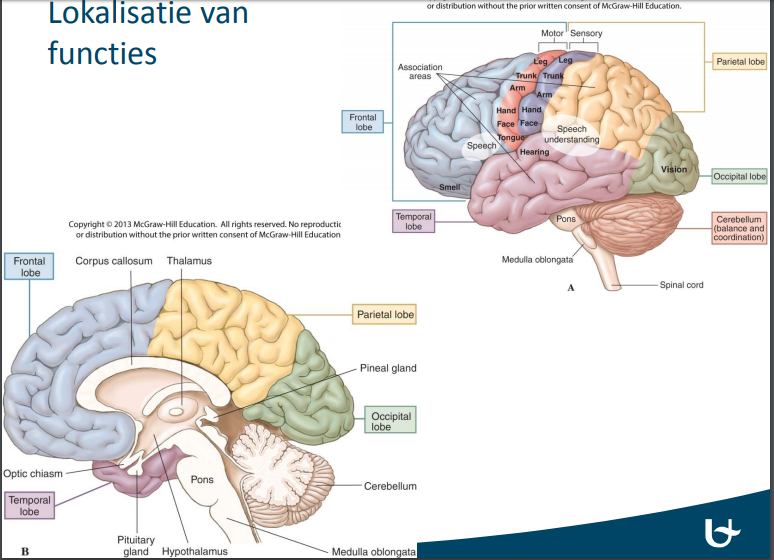 Lokalisatie van
functies
or distribution without the prior written consent of McGraw-Hill Education.
Motor
Sensory
Parietal lobe
Association
areas
Leg
Leg
Trunk
Trunk
Arm
Arm
Hand
Hand
Face
Face
Tongue
Hearing
Frontal
lobe
Speech
Speech
understanding
Vision
Occipital lobe
Smell
Temporal
lobe
Pons
Cerebellum
(balance and
coordination)
Medulla oblongata
Spinal cord
A
Copyright © 2013 McGraw-Hill Education. All rights reserved. No reproductic
or distribution without the prior written consent of McGraw-Hill Education
Frontal
lobe
Corpus callosum
Thalamus
Parietal lobe
Pineal gland
Occipital
lobe
Optic chiasm
Pons
Cerebellum
Temporal
lobe
Pituitary
gland
Hypothalamus
Medulla oblongata
B